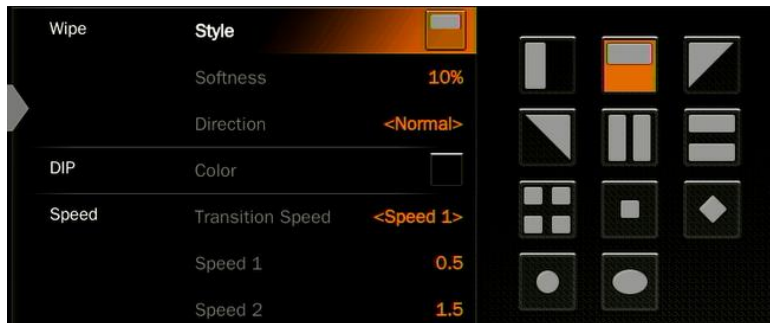 Wipe Style
Softness 10%
Direction <Normal>
DIP Color
Speed Transition Speed <Speed 1>
Speed 1 0.5
Speed 2 1.5